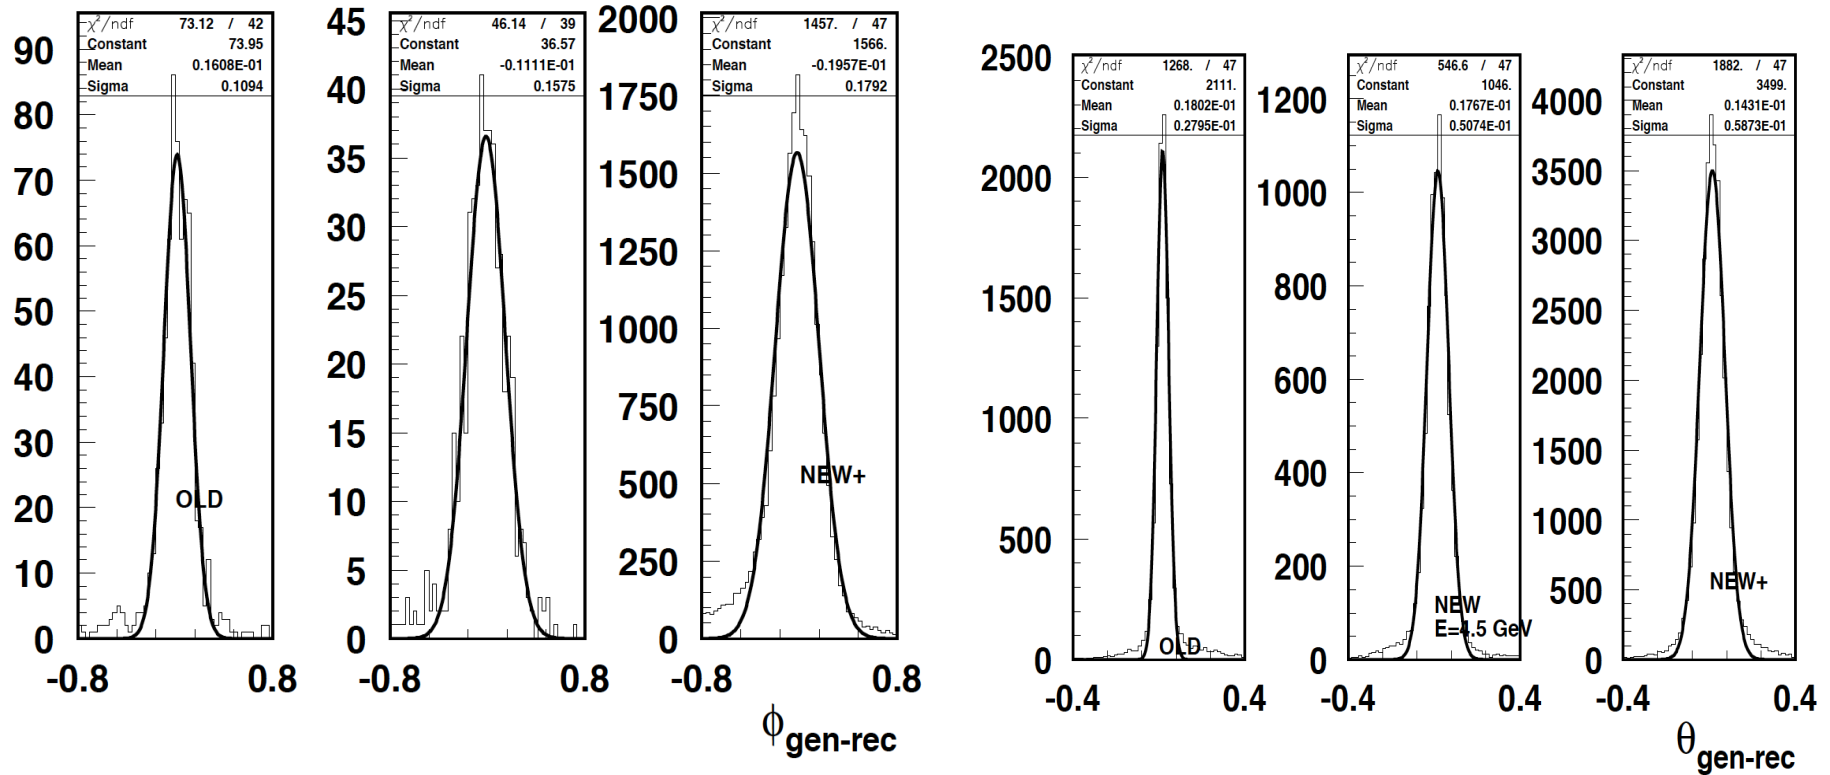 χ²/ndf 73.12 / 42
Constant 73.95
Mean 0.1608E-01
Sigma 0.1094
90
80
70
60
50
40
30
20
10
0
OLD
-0.8 0.8
χ²/ndf 46.14 / 39
Constant 36.57
Mean -0.1111E-01
Sigma 0.1575
45
40
35
30
25
20
15
10
5
0
-0.8 0.8
χ²/ndf 1457. / 47
Constant 1566.
Mean -0.1957E-01
Sigma 0.1792
2000
1750
1500
1250
1000
750
500
250
0
NEW+
-0.8 0.8
ϕgen-rec
χ²/ndf 1268. / 47
Constant 2111.
Mean 0.1802E-01
Sigma 0.2795E-01
2500
2000
1500
1000
500
0
OLD
-0.4 0.4
χ²/ndf 546.6 / 47
Constant 1046.
Mean 0.1767E-01
Sigma 0.5074E-01
1200
1000
800
600
400
200
0
NEW
E=4.5 GeV
-0.4 0.4
χ²/ndf 1882. / 47
Constant 3499.
Mean 0.1431E-01
Sigma 0.5873E-01
4000
3500
3000
2500
2000
1500
1000
500
0
NEW+
-0.4 0.4
θgen-rec